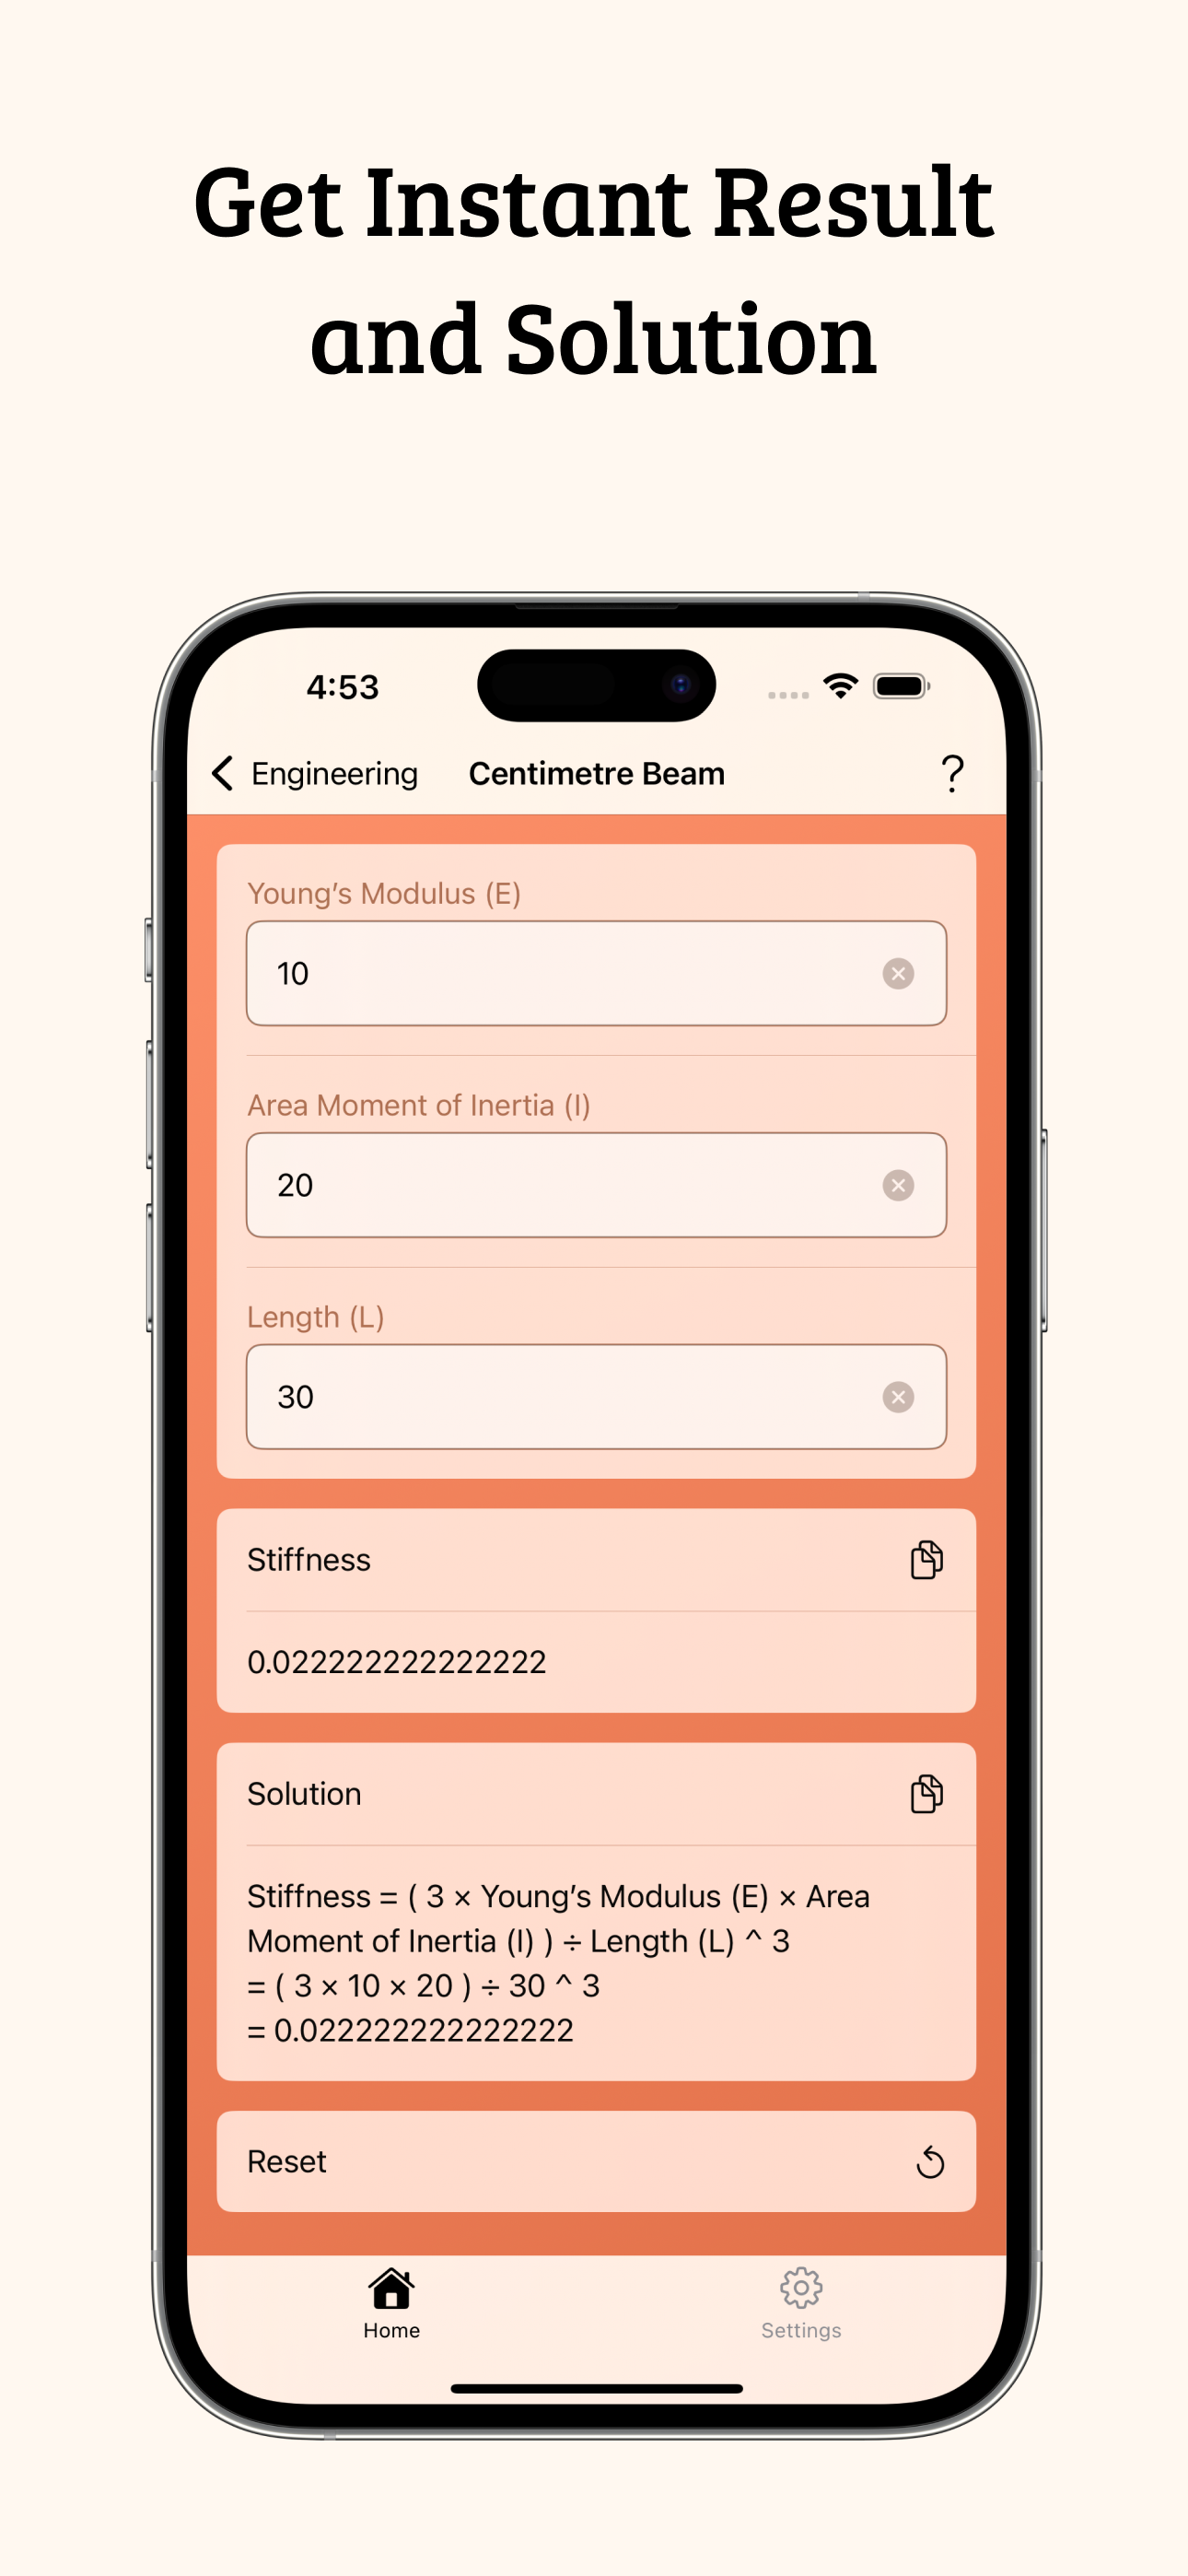 Get Instant Result
and Solution
4:53
Engineering
Centimetre Beam
?
Young’s Modulus (E)
10
Area Moment of Inertia (I)
20
Length (L)
30
Stiffness
0.022222222222222
Solution
Stiffness = ( 3 × Young’s Modulus (E) × Area
Moment of Inertia (I) ) ÷ Length (L) ^ 3
= ( 3 × 10 × 20 ) ÷ 30 ^ 3
= 0.022222222222222
Reset
Home
Settings